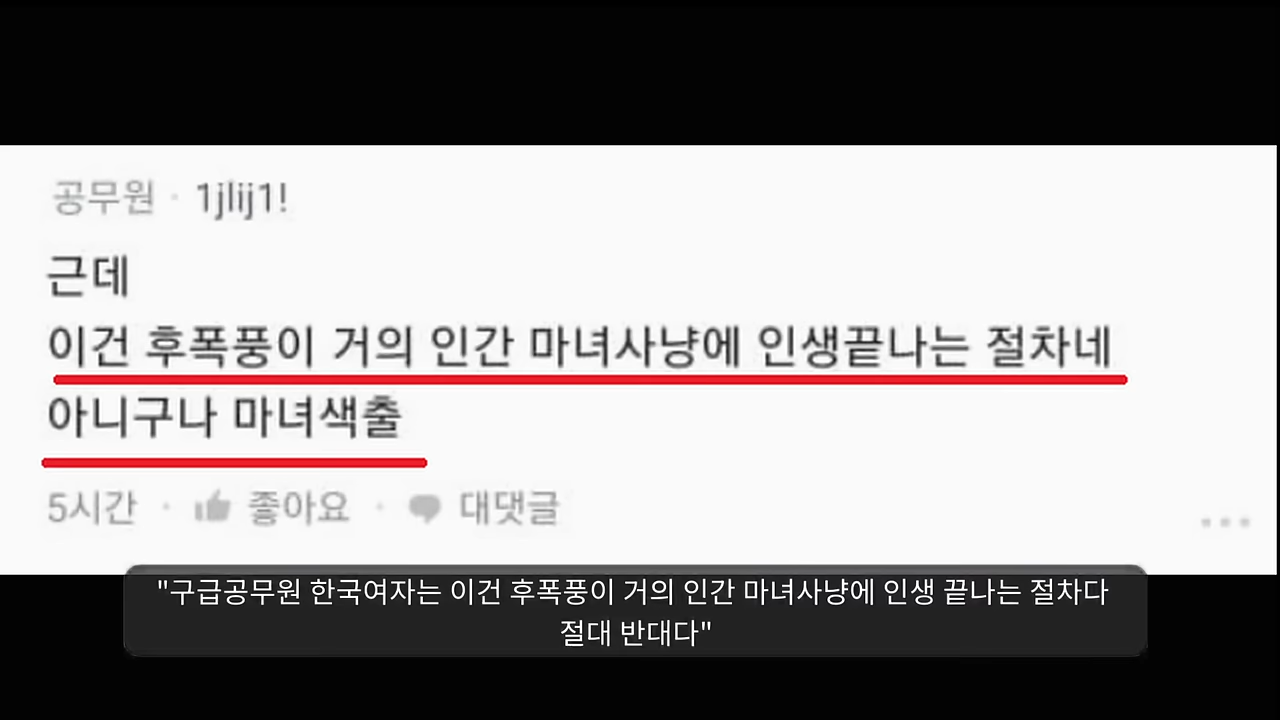 공무원 · 1jlij1!
근데
이건 후폭풍이 거의 인간 마녀사냥에 인생끝나는 절차네
아니구나 마녀색출
5시간 · 좋아요 · 대댓글
"구급공무원 한국여자는 이건 후폭풍이 거의 인간 마녀사냥에 인생 끝나는 절차다
절대 반대다"